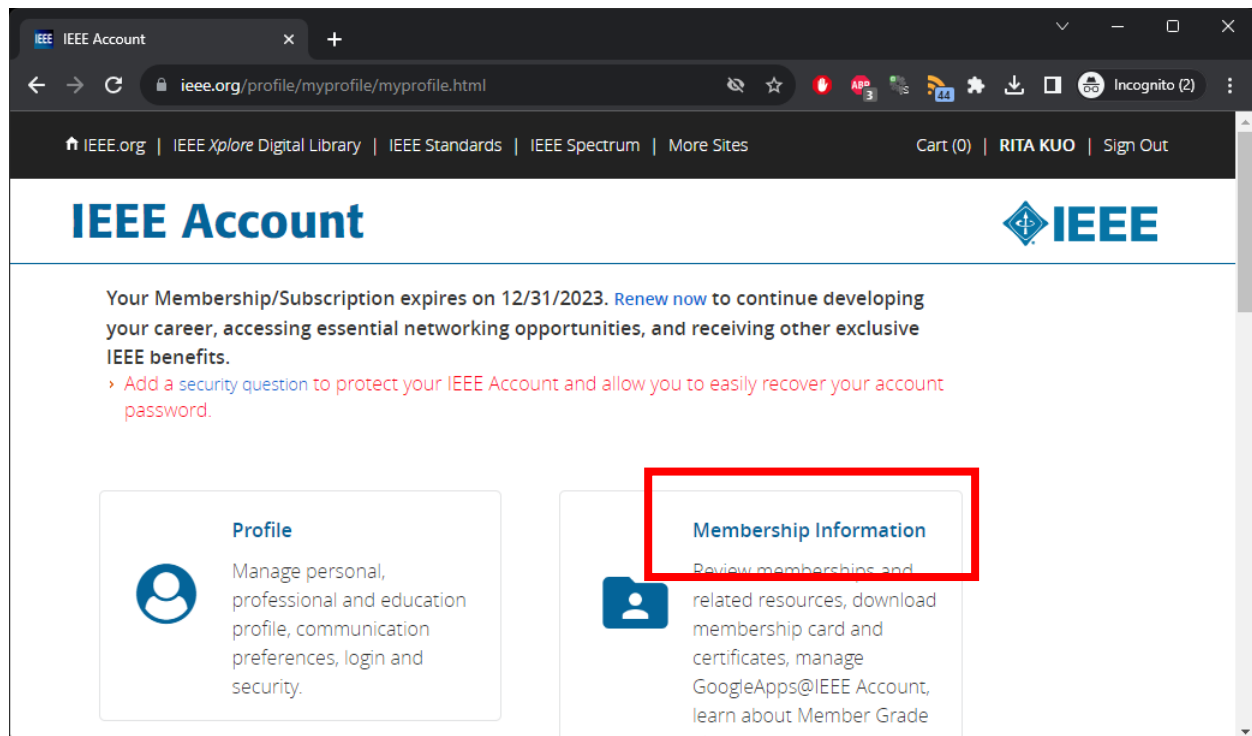 IEEE IEEE Account
ieee.org/profile/myprofile/myprofile.html ABP 3 44 Incognito (2)
IEEE.org | IEEE Xplore Digital Library | IEEE Standards | IEEE Spectrum | More Sites Cart (0) | RITA KUO | Sign Out
IEEE Account IEEE
Your Membership/Subscription expires on 12/31/2023. Renew now to continue developing
your career, accessing essential networking opportunities, and receiving other exclusive
IEEE benefits.
› Add a security question to protect your IEEE Account and allow you to easily recover your account
password.
Profile
Manage personal,
professional and education
profile, communication
preferences, login and
security.
Membership Information
Review memberships and
related resources, download
membership card and
certificates, manage
GoogleApps@IEEE Account,
learn about Member Grade